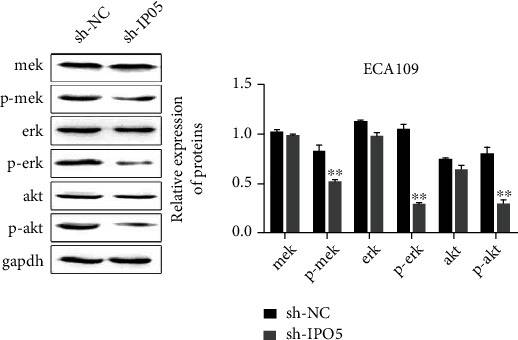 sh-NC
sh-IP05
mek
p-mek
erk
p-erk
akt
p-akt
gapdh
ECA109
Relative expression
of proteins
1.5
1.0
0.5
0.0
**
**
**
mek
p-mek
erk
p-erk
akt
p-akt
sh-NC
sh-IPO5